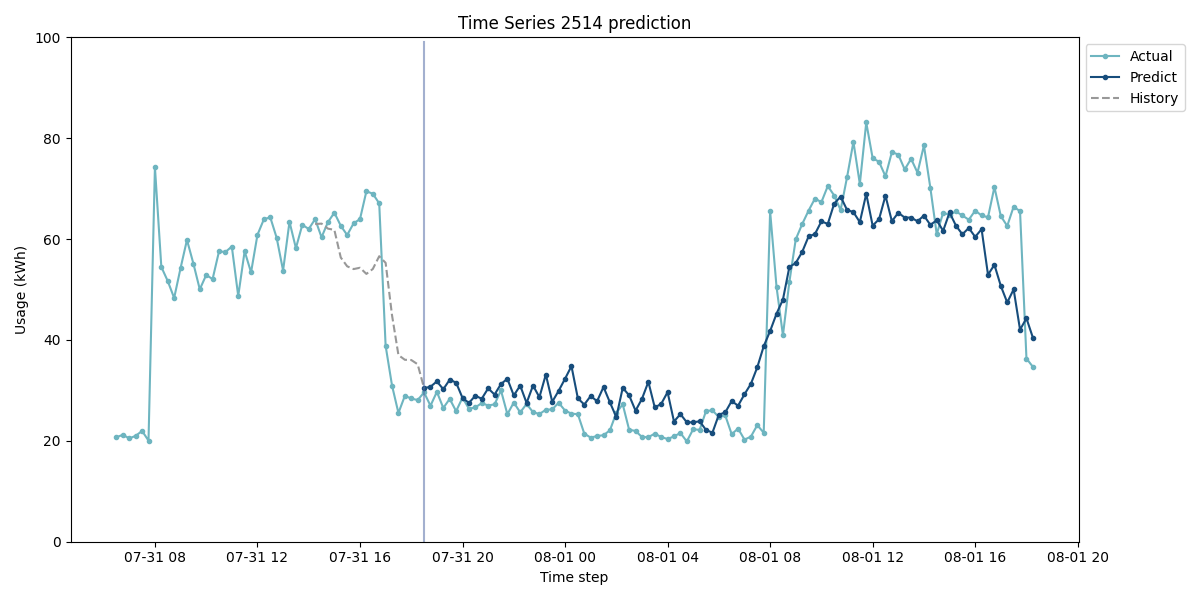 Time Series 2514 prediction
100
80
60
40
20
0
Usage (kWh)
07-31 08 07-31 12 07-31 16 07-31 20 08-01 00 08-01 04 08-01 08 08-01 12 08-01 16 08-01 20
Time step
Actual
Predict
History